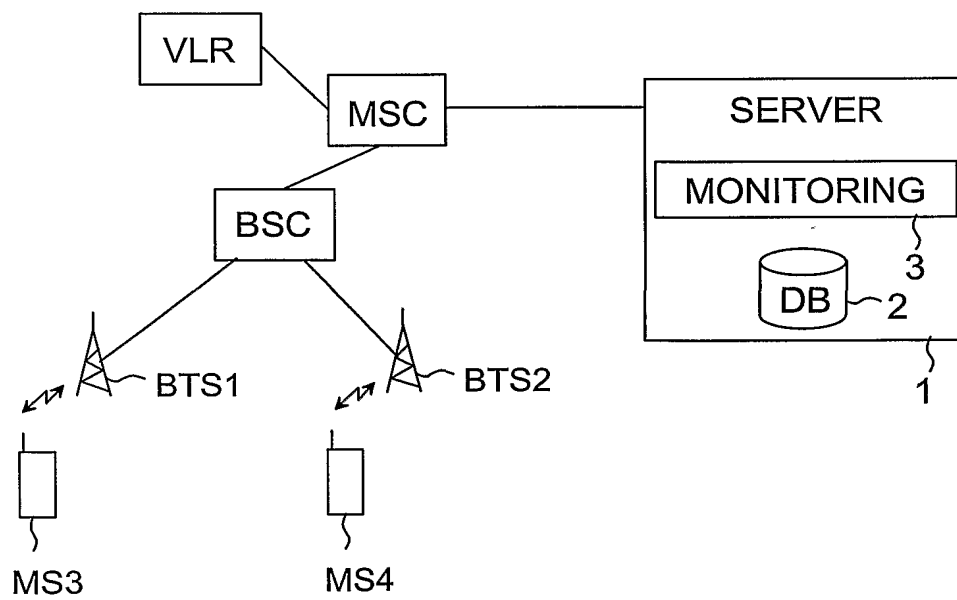 VLR
MSC
SERVER
MONITORING
3
BSC
DB
2
1
BTS1
BTS2
MS3
MS4